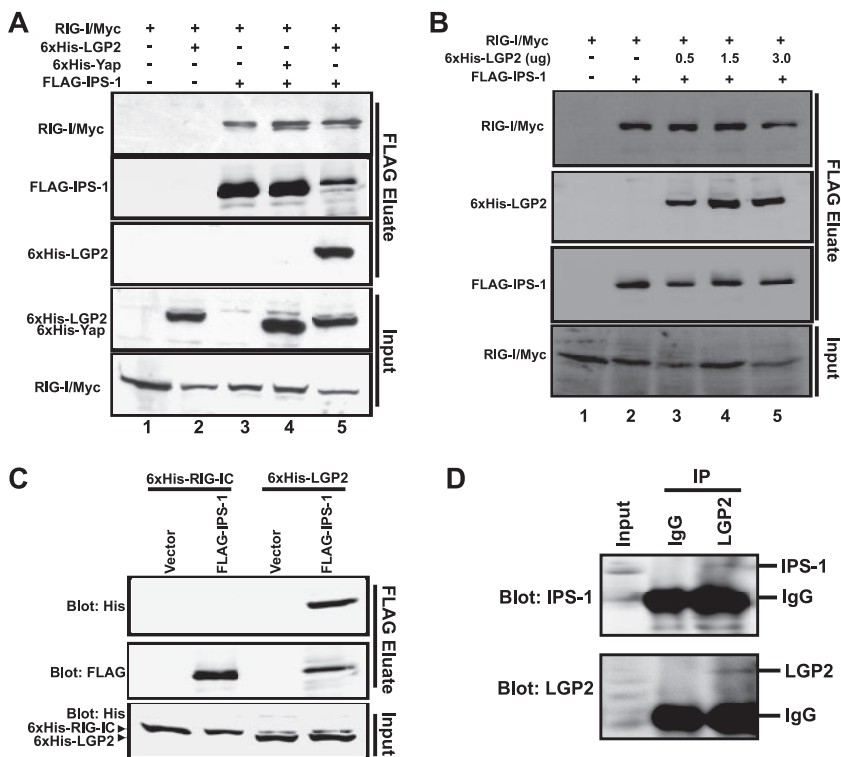 A
RIG-I/Myc + + + + +
6xHis-LGP2 - + - - +
6xHis-Yap - - - + -
FLAG-IPS-1 - - + + +
RIG-I/Myc
FLAG-IPS-1
6xHis-LGP2
FLAG Eluate
6xHis-LGP2
6xHis-Yap
RIG-I/Myc
Input
1 2 3 4 5
B
RIG-I/Myc + + + + +
6xHis-LGP2 (ug) - - 0.5 1.5 3.0
FLAG-IPS-1 - + + + +
RIG-I/Myc
6xHis-LGP2
FLAG-IPS-1
FLAG Eluate
RIG-I/Myc
Input
1 2 3 4 5
C
6xHis-RIG-IC 6xHis-LGP2
Vector FLAG-IPS-1 Vector FLAG-IPS-1
Blot: His
Blot: FLAG
FLAG Eluate
Blot: His
6xHis-RIG-IC
6xHis-LGP2
Input
D
IP
Input IgG LGP2
Blot: IPS-1
IPS-1
IgG
Blot: LGP2
LGP2
IgG